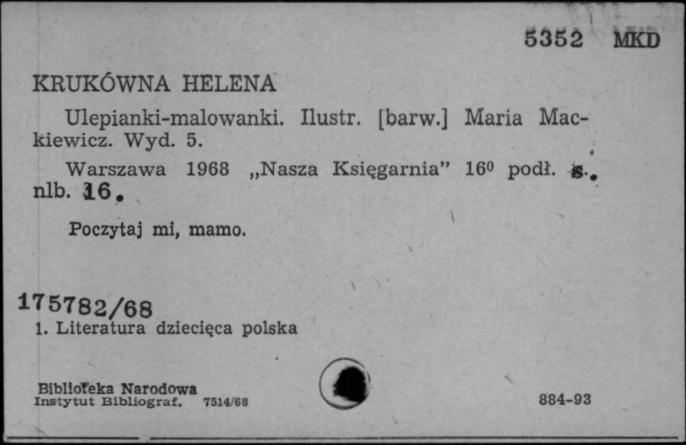 5352 MKD
KRUKÓWNA HELENA
Ulepianki-malowanki. Ilustr. [barw.] Maria Mac-
kiewicz. Wyd. 5.
Warszawa 1968 „Nasza Księgarnia” 16⁰ podł. s.
nlb. 16.
Poczytaj mi, mamo.
175782/68
1. Literatura dziecięca polska
Biblioteka Narodowa
Instytut Bibliograf. 7514/68
884-93